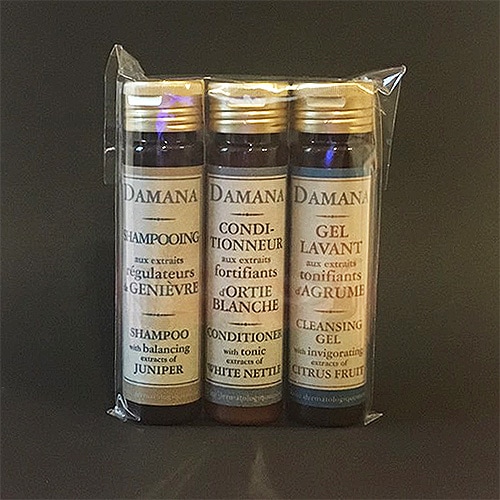 DAMANA
SHAMPOOING
aux extraits
régulateurs
de GENIÈVRE
SHAMPOO
with balancing
extracts of
JUNIPER
DAMANA
CONDI-
TIONNEUR
aux extraits
fortifiants
d'ORTIE
BLANCHE
CONDITIONER
with tonic
extracts of
WHITE NETTLE
DAMANA
GEL
LAVANT
aux extraits
tonifiants
d'AGRUME
CLEANSING
GEL
with invigorating
extracts of
CITRUS FRUIT